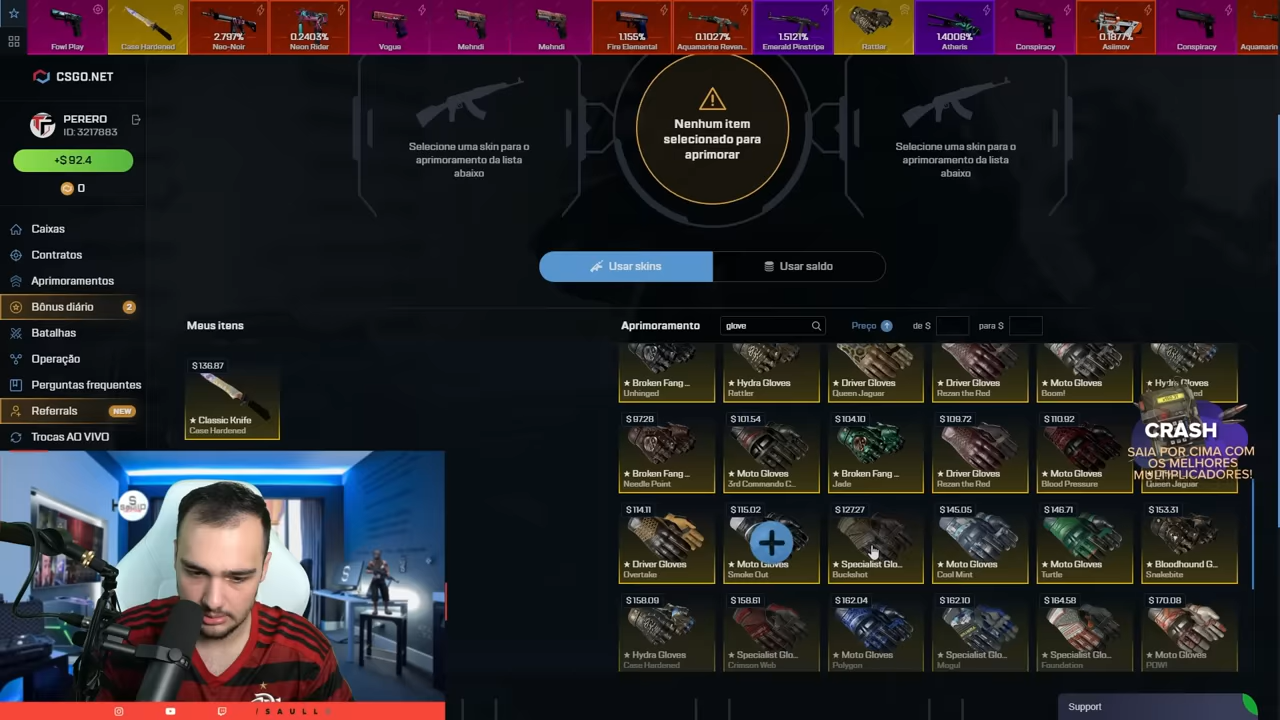 Fowl Play
Case Hardened
2.797%
Neo-Noir
0.2403%
Neon Rider
Vogue
Mehndi
Mehndi
1.155%
Fire Elemental
0.1027%
Aquamarine Reven...
1.5121%
Emerald Pinstripe
Rattler
1.4006%
Atheris
Conspiracy
0.1877%
Asiimov
Conspiracy
Aquamarin
CSGO.NET
PERERO
ID: 3217883
+$ 92.4
0
Caixas
Contratos
Aprimoramentos
Bônus diário
2
Batalhas
Operação
Perguntas frequentes
Referrals
NEW
Trocas AO VIVO
Selecione uma skin para o
aprimoramento da lista
abaixo
Nenhum item
selecionado para
aprimorar
Selecione uma skin para o
aprimoramento da lista
abaixo
Usar skins
Usar saldo
Meus itens
$ 136.87
★ Classic Knife
Case Hardened
Aprimoramento
glove
Preço
de $
para $
★ Broken Fang ...
Unhinged
★ Hydra Gloves
Rattler
★ Driver Gloves
Queen Jaguar
★ Driver Gloves
Rezan the Red
★ Moto Gloves
Boom!
$ 97.28
★ Broken Fang ...
Needle Point
$ 101.54
★ Moto Gloves
3rd Commando C...
$ 104.10
★ Broken Fang ...
Jade
$ 109.72
★ Driver Gloves
Rezan the Red
$ 110.92
★ Moto Gloves
Blood Pressure
Queen Jaguar
CRASH
SAIA POR CIMA COM
OS MELHORES
MULTIPLICADORES!
$ 114.11
★ Driver Gloves
Overtake
$ 115.02
★ Moto Gloves
Smoke Out
$ 127.27
★ Specialist Glo...
Buckshot
$ 145.05
★ Moto Gloves
Cool Mint
$ 146.71
★ Moto Gloves
Turtle
$ 153.31
★ Bloodhound G...
Snakebite
$ 158.09
★ Hydra Gloves
Case Hardened
$ 158.61
★ Specialist Glo...
Crimson Web
$ 162.04
★ Moto Gloves
Polygon
$ 162.10
★ Specialist Glo...
Mogul
$ 164.58
★ Specialist Glo...
Foundation
$ 170.08
★ Moto Gloves
POW!
Support